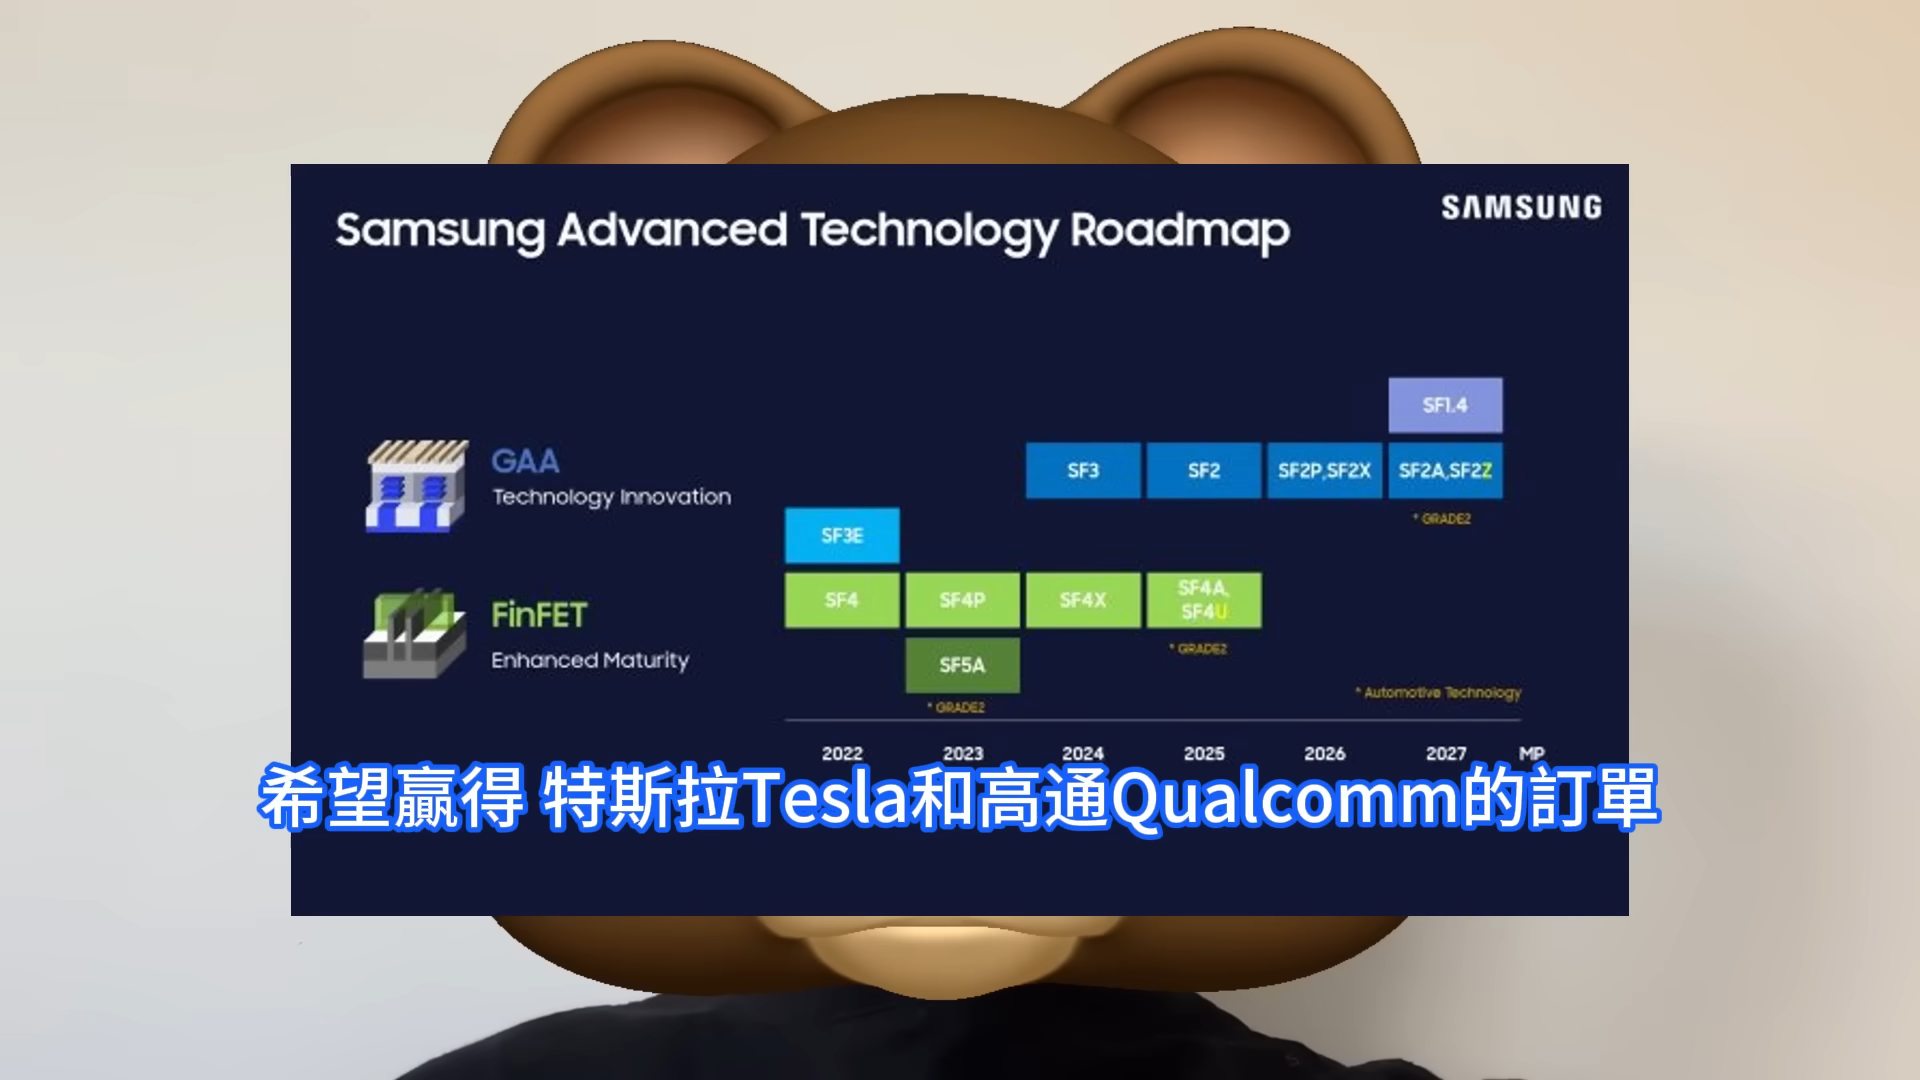 Samsung Advanced Technology Roadmap
SAMSUNG
SF1.4
GAA
Technology Innovation
SF3
SF2
SF2P,SF2X
SF2A,SF2Z
* GRADE2
SF3E
FinFET
Enhanced Maturity
SF4
SF4P
SF4X
SF4A,
SF4U
* GRADE2
SF5A
* GRADE2
* Automotive Technology
2022
2023
2024
2025
2026
2027
MP
希望贏得 特斯拉Tesla和高通Qualcomm的訂單